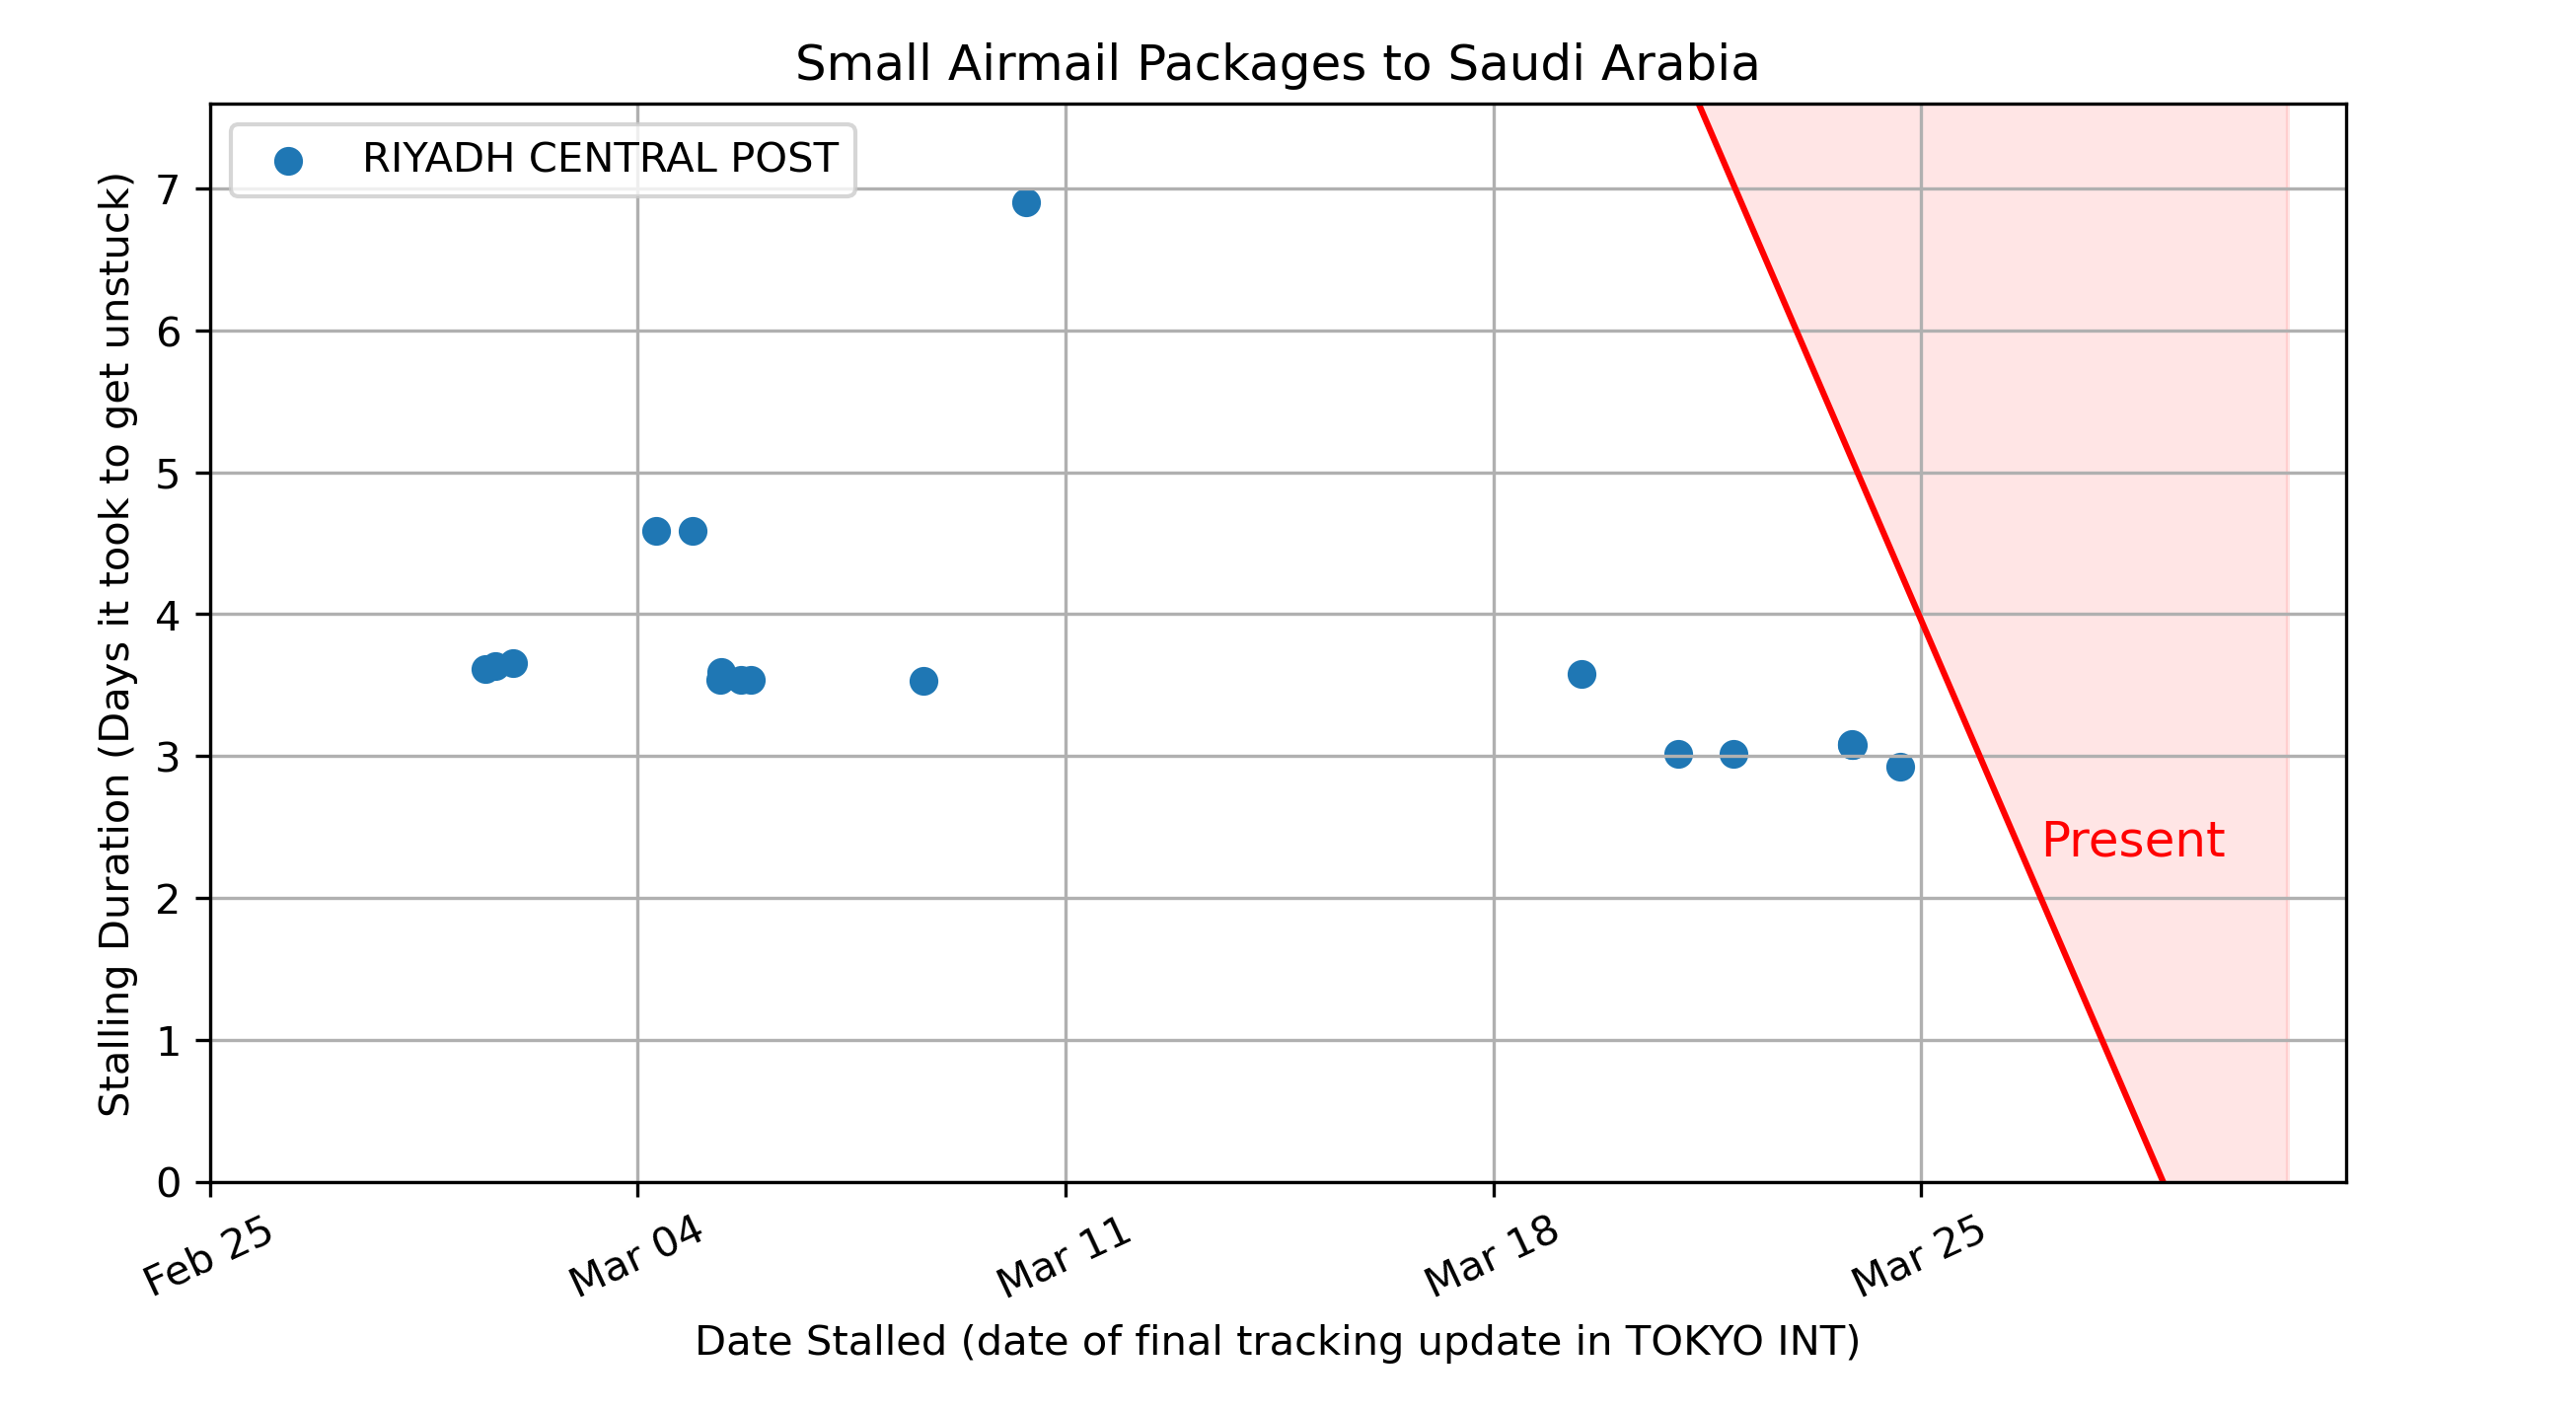 Small Airmail Packages to Saudi Arabia
RIYADH CENTRAL POST
Stalling Duration (Days it took to get unstuck)
7
6
5
4
3
2
1
0
Present
Feb 25
Mar 04
Mar 11
Mar 18
Mar 25
Date Stalled (date of final tracking update in TOKYO INT)